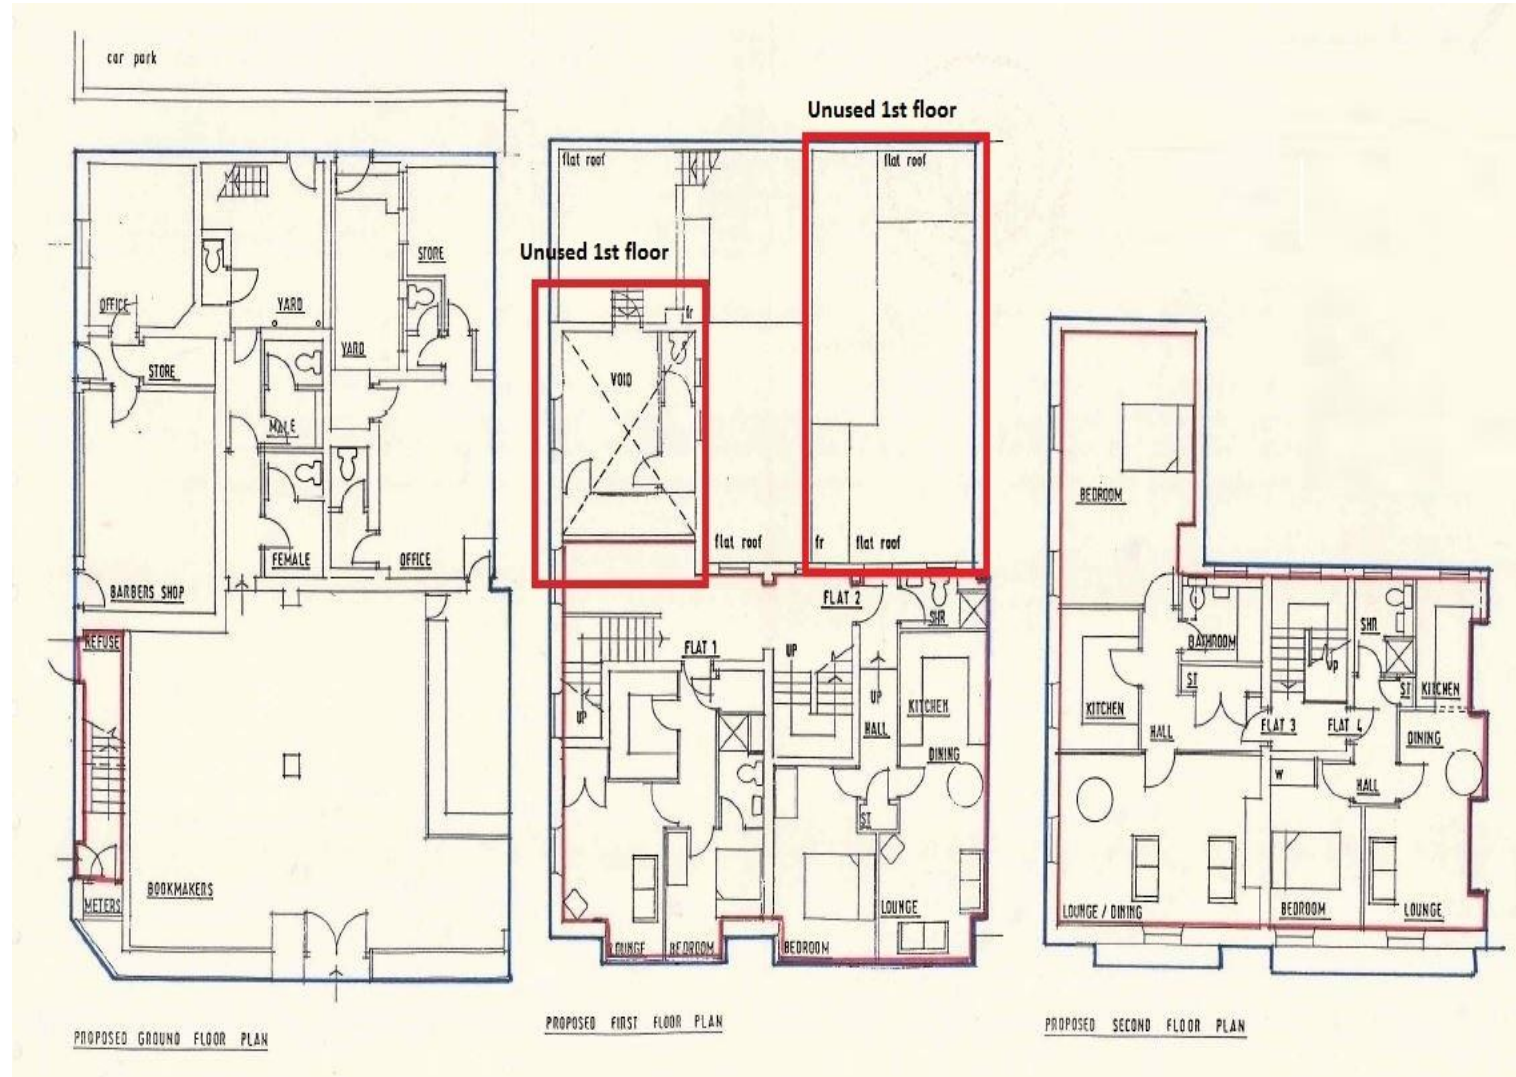 car park
OFFICE
STORE
YARD
YARD
STORE
MALE
FEMALE
OFFICE
BARBERS SHOP
REFUSE
BOOKMAKERS
METERS
PROPOSED GROUND FLOOR PLAN
Unused 1st floor
Unused 1st floor
flat roof
flat roof
fr
VOID
flat roof
fr
flat roof
FLAT 2
SHR
FLAT 1
UP
UP
UP
HALL
KITCHEN
DINING
ST
LOUNGE
LOUNGE
BEDROOM
BEDROOM
PROPOSED FIRST FLOOR PLAN
BEDROOM
BATHROOM
SHR
UP
ST
ST
KITCHEN
KITCHEN
HALL
FLAT 3
FLAT 4
DINING
W
HALL
LOUNGE / DINING
BEDROOM
LOUNGE
PROPOSED SECOND FLOOR PLAN